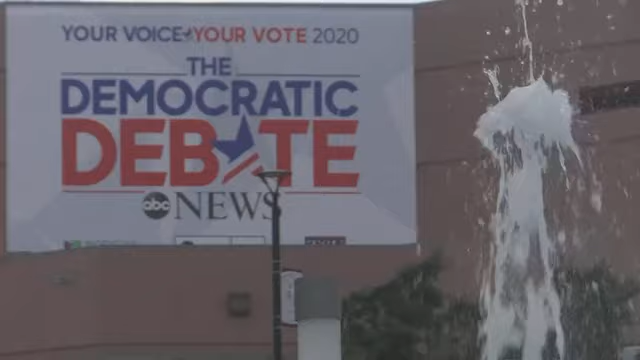 YOUR VOICE★YOUR VOTE 2020
THE
DEMOCRATIC
DEBATE
abc NEWS